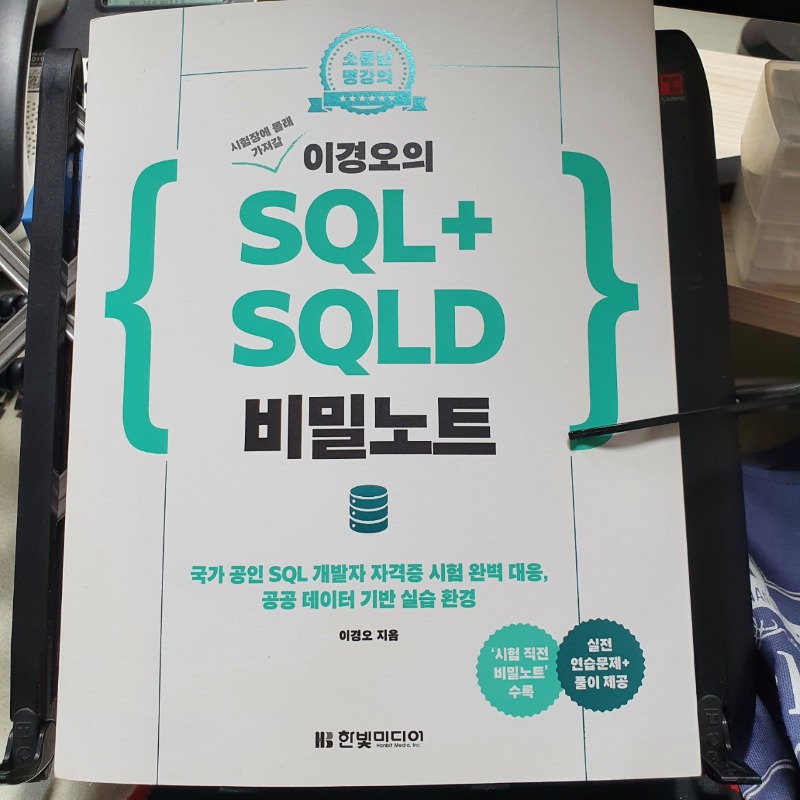 소문난
명강의
시험장에 몰래
가져갈
이경오의
SQL+
SQLD
비밀노트
국가 공인 SQL 개발자 자격증 시험 완벽 대응,
공공 데이터 기반 실습 환경
이경오 지음
'시험 직전
비밀노트'
수록
실전
연습문제+
풀이 제공
HB 한빛미디어
Hanbit Media, Inc.